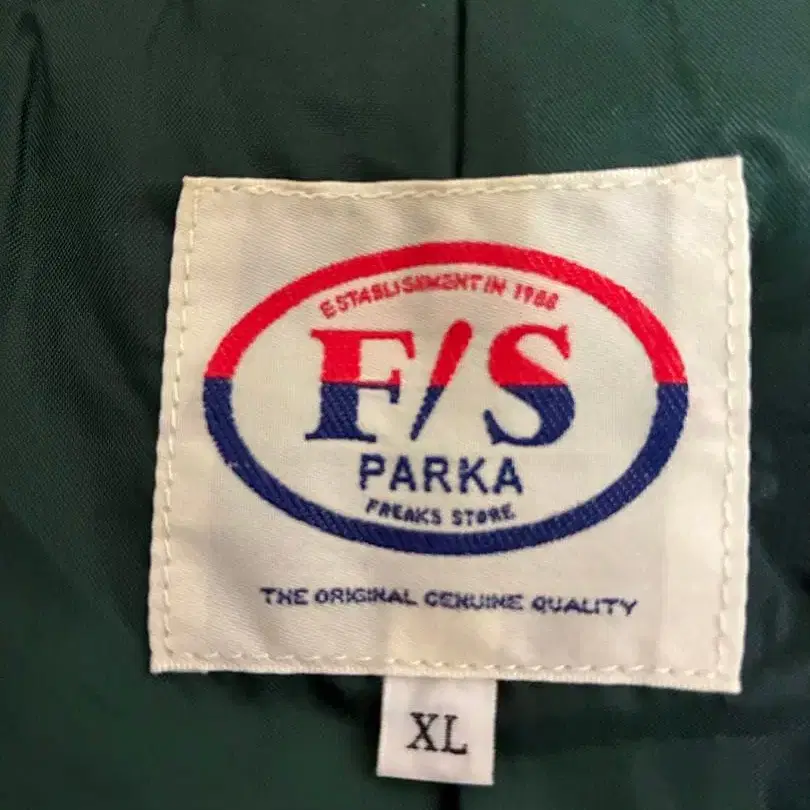 ESTABLISHMENT IN 1986
F/S
PARKA
FREAKS STORE
THE ORIGINAL GENUINE QUALITY
XL